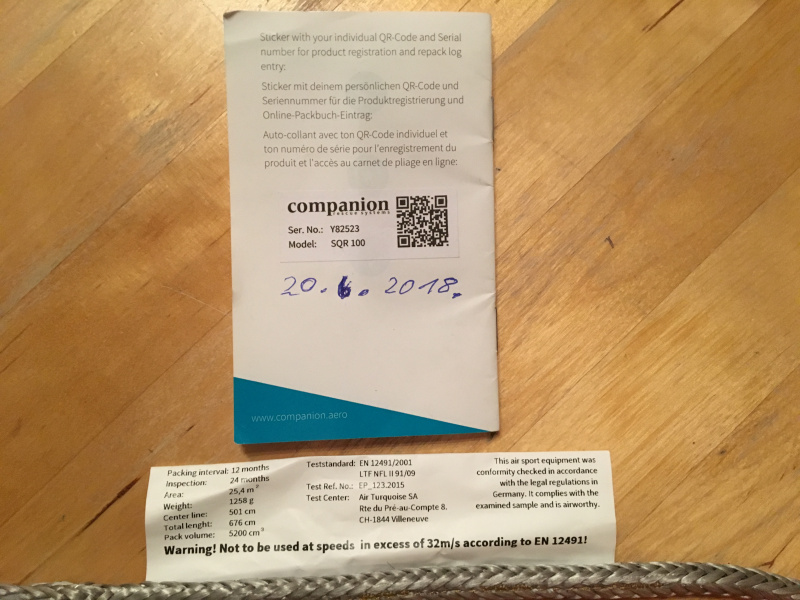 Sticker with your individual QR-Code and Serial
number for product registration and repack log
entry:
Sticker mit deinem persönlichen QR-Code und
Seriennummer für die Produktregistrierung und
Online-Packbuch-Eintrag:
Auto-collant avec ton QR-Code individuel et
ton numéro de série pour l'enregistrement du
produit et l'accès au carnet de pliage en ligne:
companion
rescue systems
Ser. No.: Y82523
Model: SQR 100
20. 6. 2018.
www.companion.aero
Packing interval: 12 months
Inspection: 24 months
Area: 25,4 m²
Weight: 1258 g
Center line: 501 cm
Total lenght: 676 cm
Pack volume: 5200 cm³
Teststandard: EN 12491/2001
LTF NFL II 91/09
Test Ref. No.: EP_123.2015
Test Center: Air Turquoise SA
Rte du Pré-au-Compte 8.
CH-1844 Villeneuve
This air sport equipment was
conformity checked in accordance
with the legal regulations in
Germany. It complies with the
examined sample and is airworthy.
Warning! Not to be used at speeds in excess of 32m/s according to EN 12491!